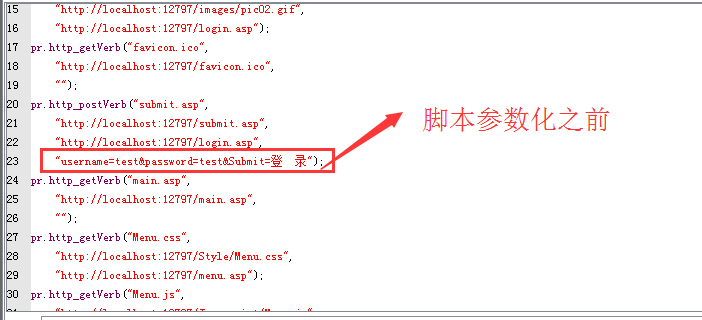 15 "http://localhost:12797/images/pic02.gif",
16 "http://localhost:12797/login.asp");
17 pr.http_getVerb("favicon.ico",
18 "http://localhost:12797/favicon.ico",
19 "");
20 pr.http_postVerb("submit.asp",
21 "http://localhost:12797/submit.asp",
22 "http://localhost:12797/login.asp",
23 "username=test&password=test&Submit=登 录");
脚本参数化之前
24 pr.http_getVerb("main.asp",
25 "http://localhost:12797/main.asp",
26 "");
27 pr.http_getVerb("Menu.css",
28 "http://localhost:12797/Style/Menu.css",
29 "http://localhost:12797/menu.asp");
30 pr.http_getVerb("Menu.js",